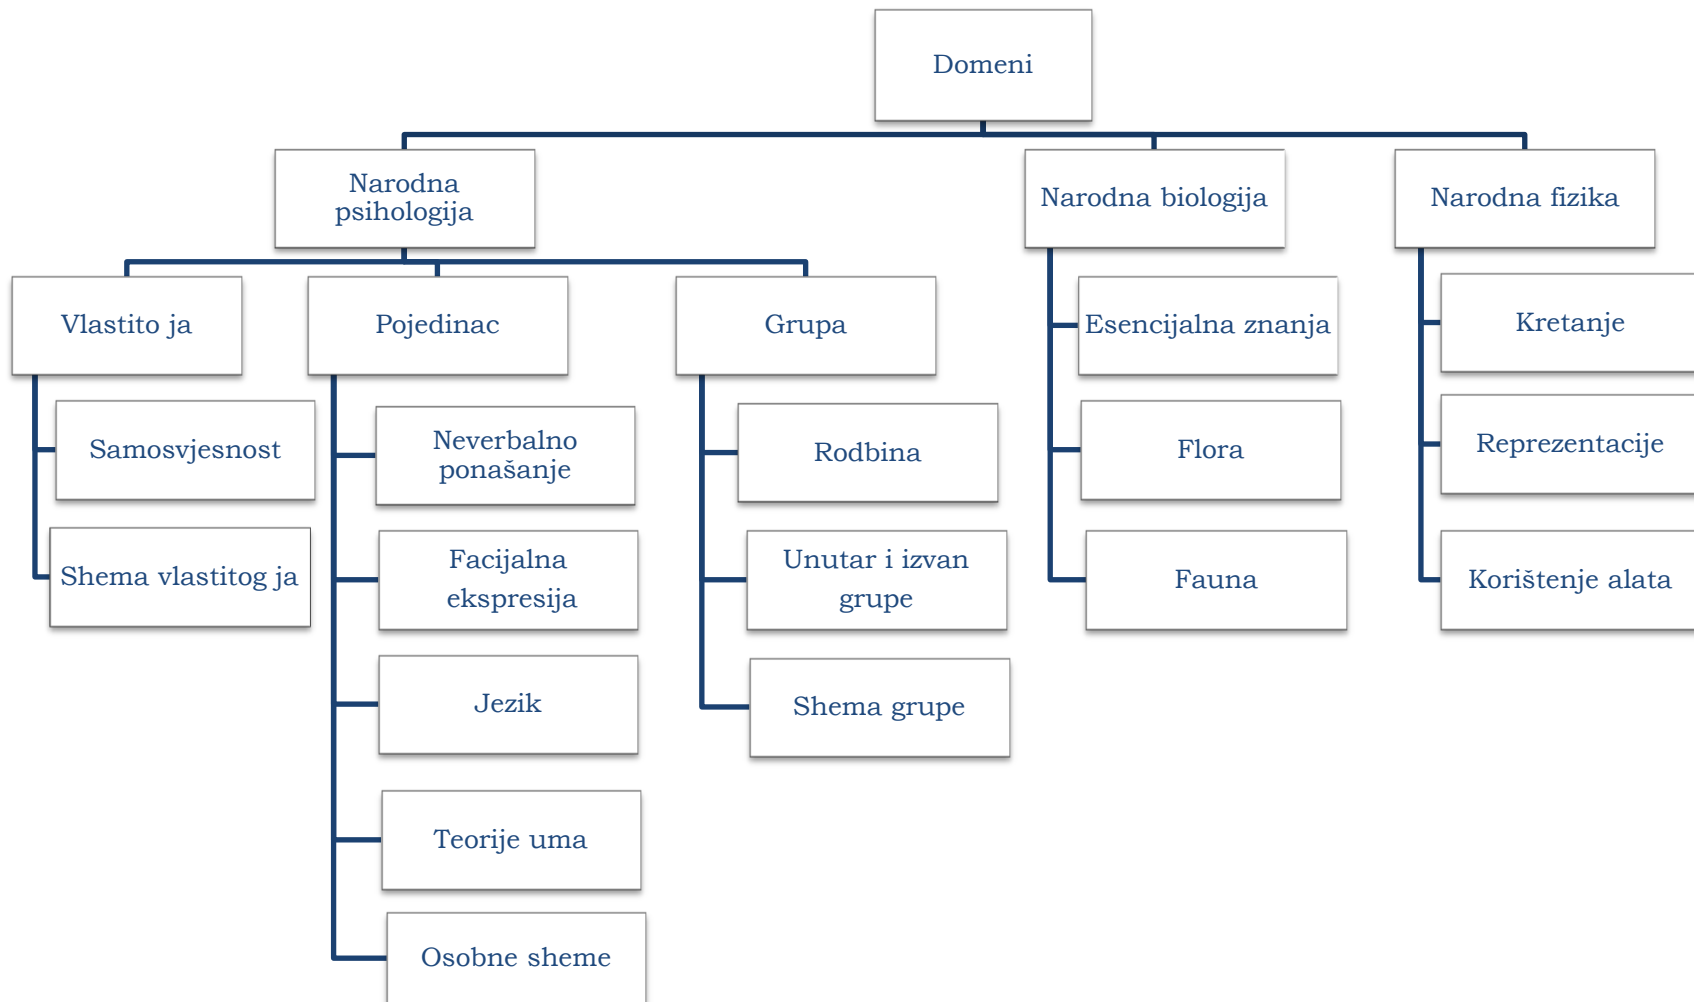 Domeni
Narodna
psihologija
Narodna biologija
Narodna fizika
Vlastito ja
Pojedinac
Grupa
Esencijalna znanja
Kretanje
Samosvjesnost
Neverbalno
ponašanje
Rodbina
Flora
Reprezentacije
Shema vlastitog ja
Facijalna
ekspresija
Unutar i izvan
grupe
Fauna
Korištenje alata
Jezik
Shema grupe
Teorije uma
Osobne sheme